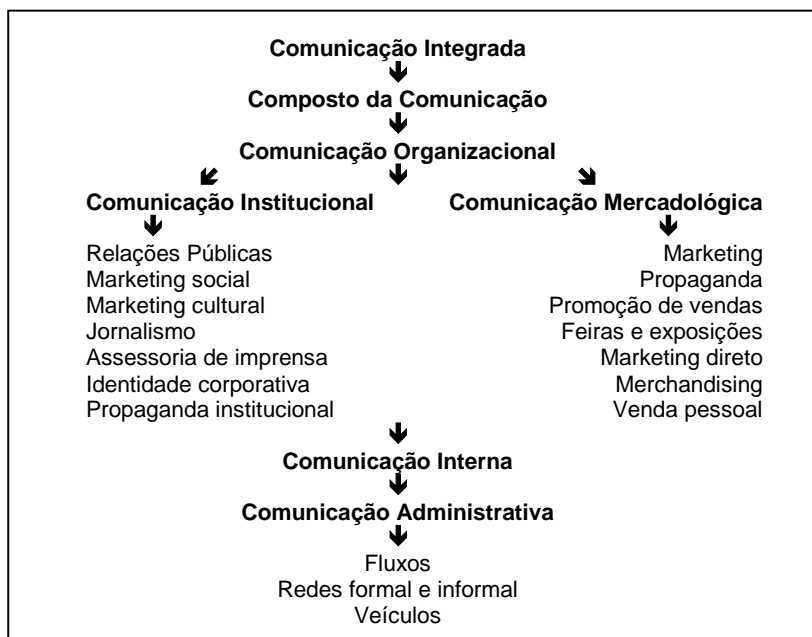 Comunicação Integrada
Composto da Comunicação
Comunicação Organizacional
Comunicação Institucional
Relações Públicas
Marketing social
Marketing cultural
Jornalismo
Assessoria de imprensa
Identidade corporativa
Propaganda institucional
Comunicação Mercadológica
Marketing
Propaganda
Promoção de vendas
Feiras e exposições
Marketing direto
Merchandising
Venda pessoal
Comunicação Interna
Comunicação Administrativa
Fluxos
Redes formal e informal
Veículos